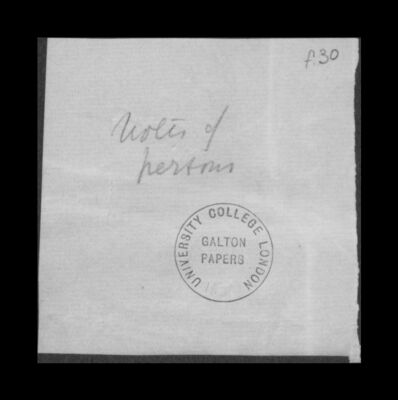 f.30
Notes of
persons
UNIVERSITY COLLEGE LONDON
GALTON
PAPERS